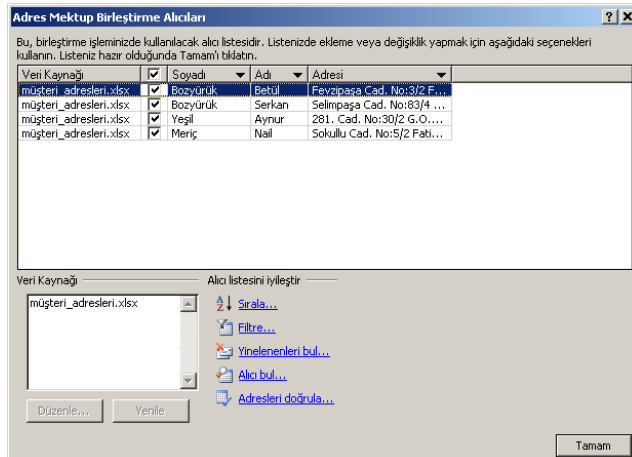 Adres Mektup Birleştirme Alıcıları
Bu, birleştirme işleminizde kullanılacak alıcı listesidir. Listenizde ekleme veya değişiklik yapmak için aşağıdaki seçenekleri
kullanın. Listeniz hazır olduğunda Tamam'ı tıklatın.
Veri Kaynağı Soyadı Adı Adresi
müşteri_adresleri.xlsx Bozyürük Betül Fevzipaşa Cad. No:3/2 F...
müşteri_adresleri.xlsx Bozyürük Serkan Selimpaşa Cad. No:83/4 ...
müşteri_adresleri.xlsx Yeşil Aynur 281. Cad. No:30/2 G.O....
müşteri_adresleri.xlsx Meriç Nail Sokullu Cad. No:5/2 Fati...
Veri Kaynağı Alıcı listesini iyileştir
müşteri_adresleri.xlsx
Sırala...
Filtre...
Yinelenenleri bul...
Alıcı bul...
Adresleri doğrula...
Düzenle... Yenile
Tamam